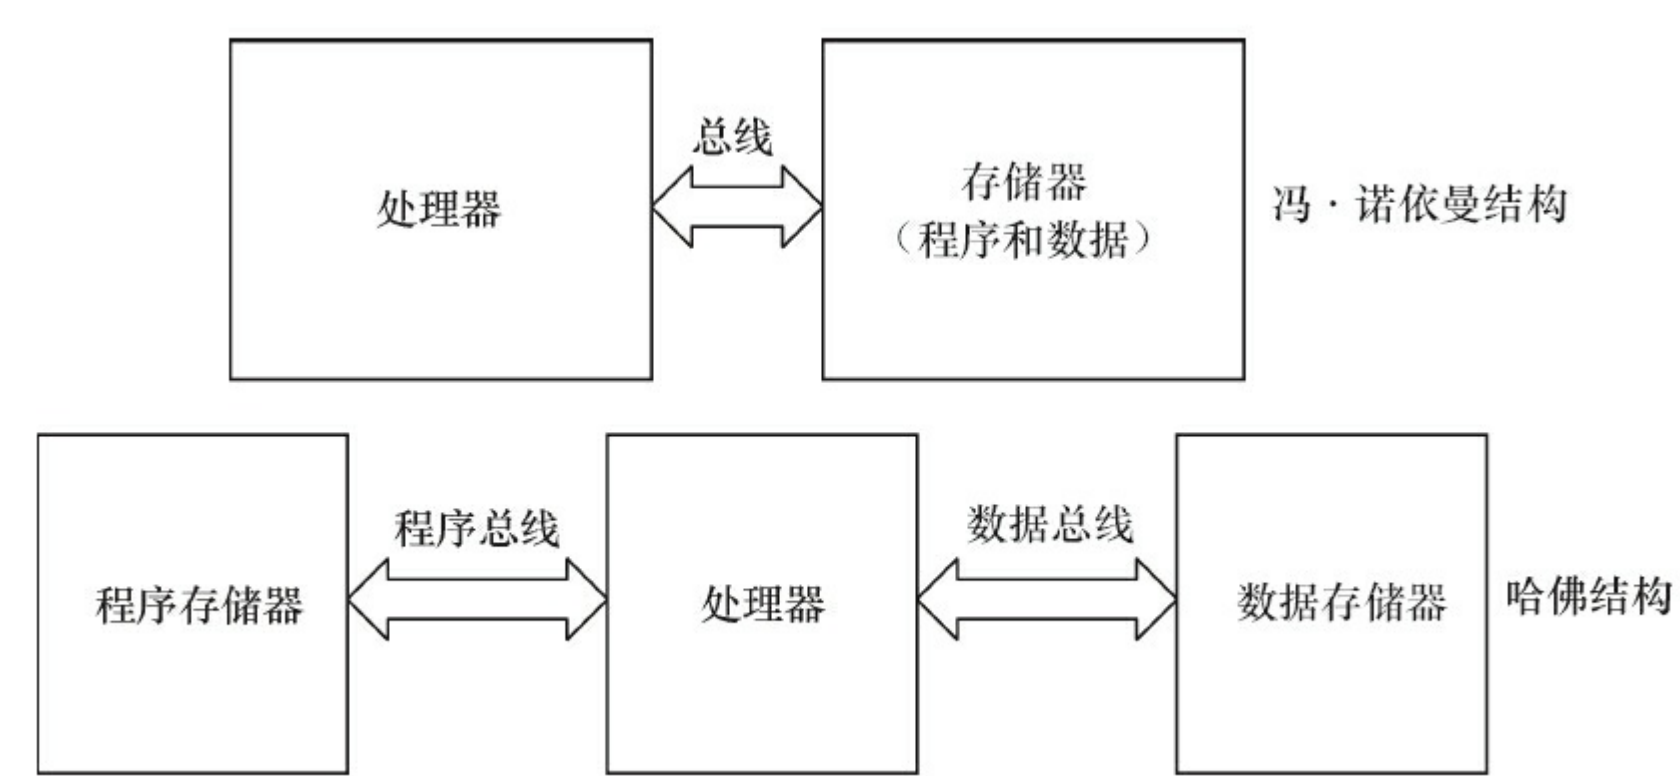 总线
处理器
存储器
（程序和数据）
冯·诺依曼结构
程序总线
数据总线
程序存储器
处理器
数据存储器
哈佛结构